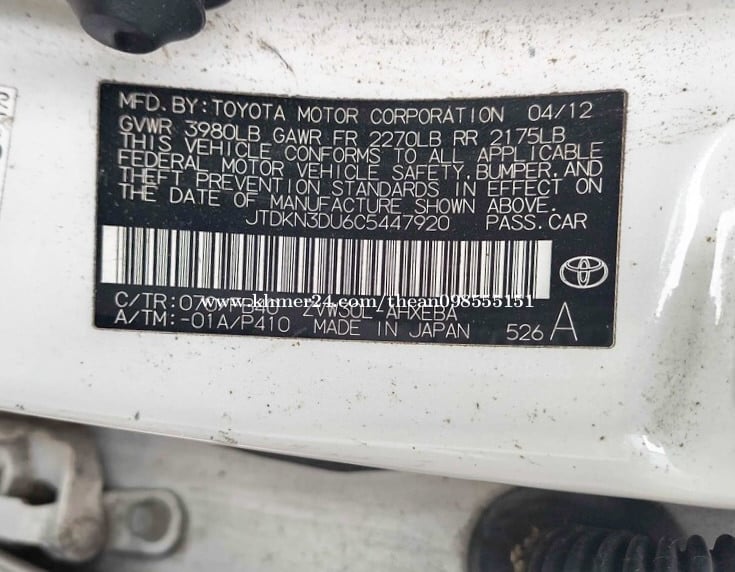 MFD. BY: TOYOTA MOTOR CORPORATION 04/12
GVWR 3980LB GAWR FR 2270LB RR 2175LB
THIS VEHICLE CONFORMS TO ALL APPLICABLE
FEDERAL MOTOR VEHICLE SAFETY, BUMPER, AND
THEFT PREVENTION STANDARDS IN EFFECT ON
THE DATE OF MANUFACTURE SHOWN ABOVE.
JTDKN3DU6C5447920 PASS. CAR
www.khmer24.com/thean098555151
C/TR: ZVW30L-AHXEBA
A/TM: -01A/P410 MADE IN JAPAN 526 A